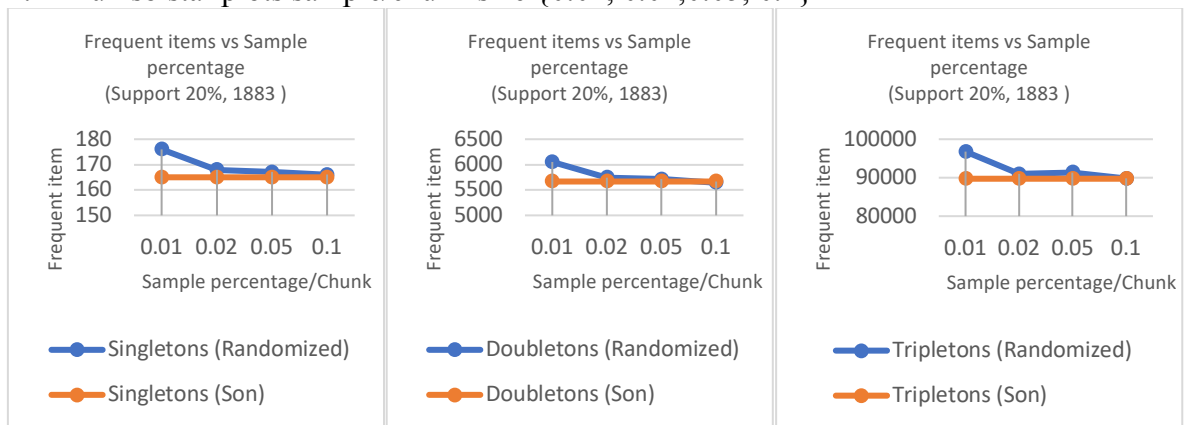 Frequent items vs Sample
percentage
(Support 20%, 1883 )
Frequent item
180
170
160
150
0.01 0.02 0.05 0.1
Sample percentage/Chunk
Singletons (Randomized)
Singletons (Son)
Frequent items vs Sample
percentage
(Support 20%, 1883)
Frequent item
6500
6000
5500
5000
0.01 0.02 0.05 0.1
Sample percentage/Chunk
Doubletons (Randomized)
Doubletons (Son)
Frequent items vs Sample
percentage
(Support 20%, 1883 )
Frequent item
100000
90000
80000
0.01 0.02 0.05 0.1
Sample percentage/Chunk
Tripletons (Randomized)
Tripletons (Son)